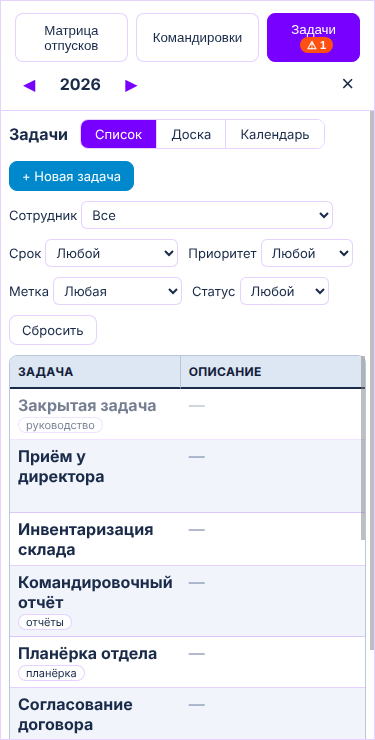 Матрица
отпусков
Командировки
Задачи
⚠ 1
◀ 2026 ▶ ×
Задачи Список Доска Календарь
+ Новая задача
Сотрудник Все
Срок Любой Приоритет Любой
Метка Любая Статус Любой
Сбросить
ЗАДАЧА ОПИСАНИЕ
Закрытая задача —
руководство
Приём у —
директора
Инвентаризация —
склада
Командировочный —
отчёт
отчёты
Планёрка отдела —
планёрка
Согласование —
договора